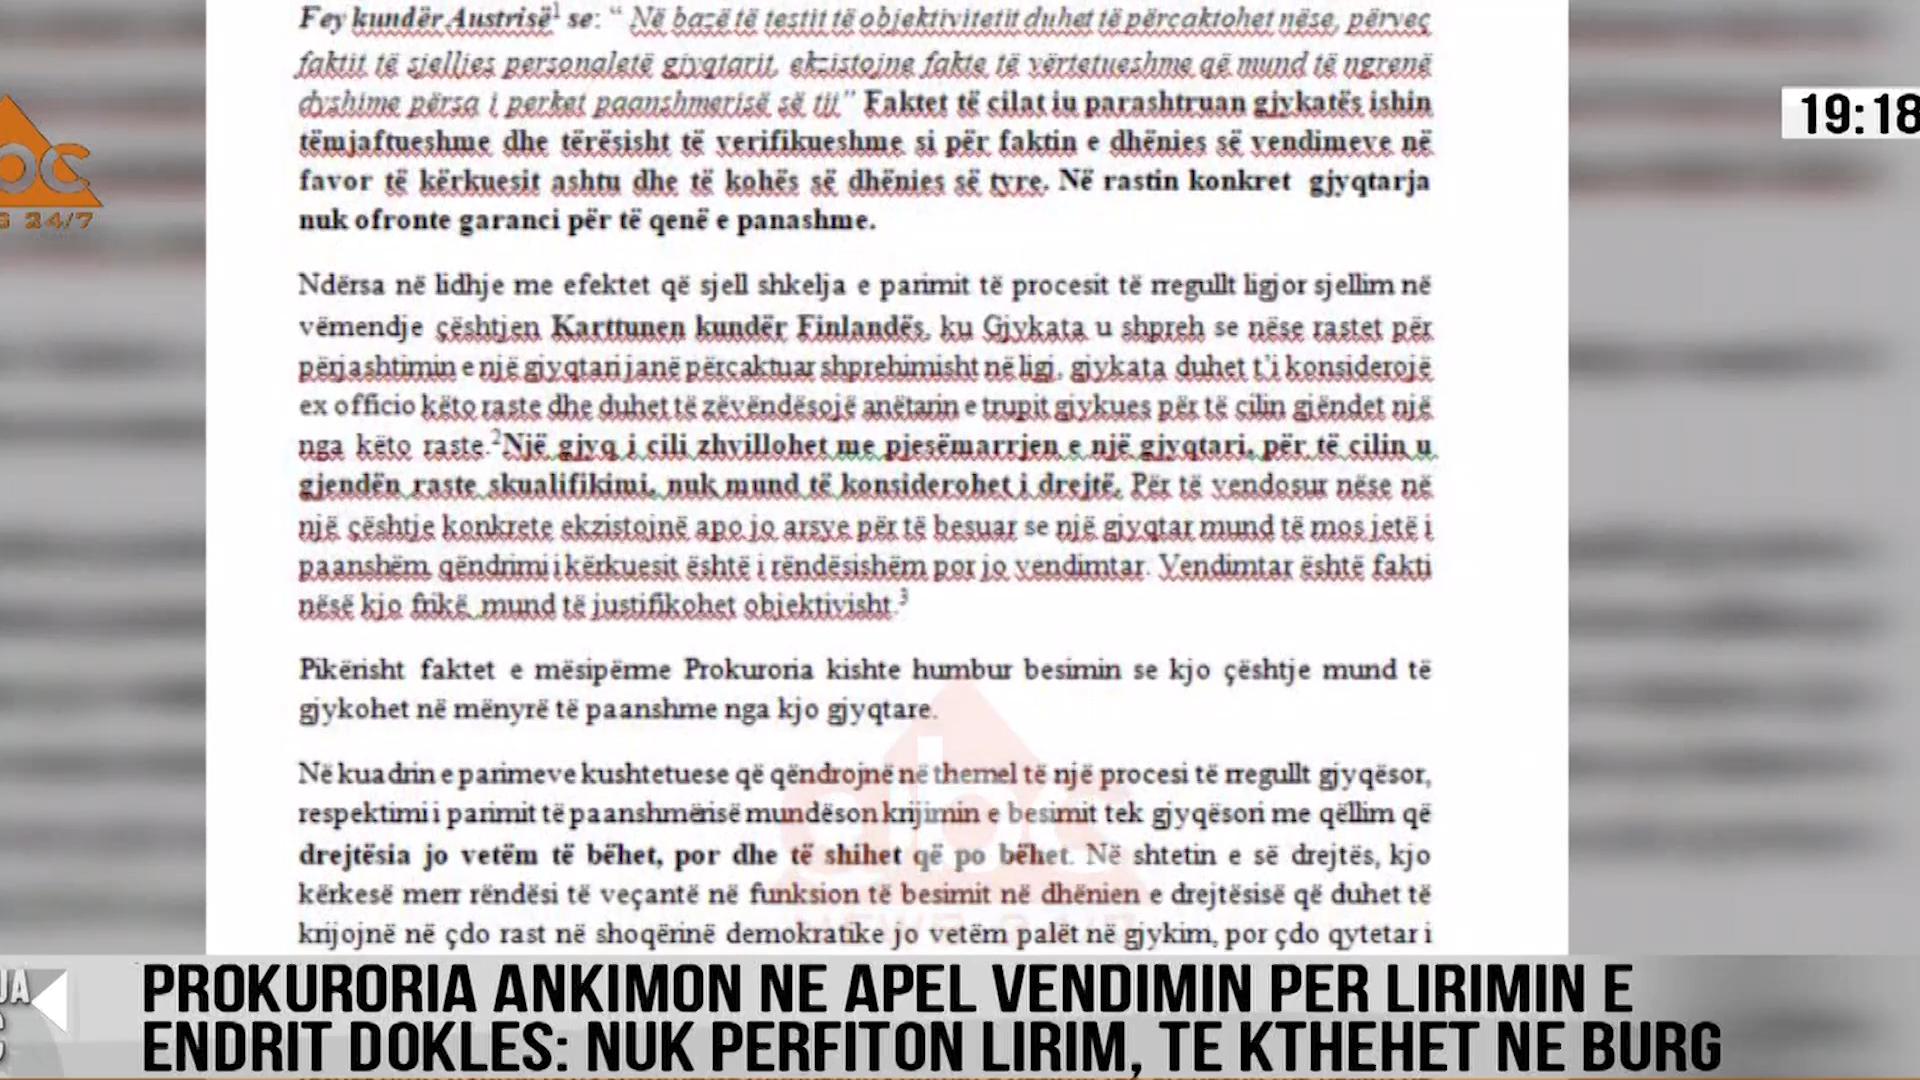 Fey kundër Austrisë1 se: “ Në bazë të testit të objektivitetit duhet të përcaktohet nëse, përveç
faktit të sjelljes personaletë gjyqtarit, ekzistojne fakte të vërtetueshme që mund të ngrenë
dyshime përsa i perket paanshmerisë së tij” Faktet të cilat iu parashtruan gjykatës ishin
tëmjaftueshme dhe tërësisht të verifikueshme si për faktin e dhënies së vendimeve në
favor të kërkuesit ashtu dhe të kohës së dhënies së tyre. Në rastin konkret gjyqtarja
nuk ofronte garanci për të qenë e panashme.
Ndërsa në lidhje me efektet që sjell shkelja e parimit të procesit të rregullt ligjor sjellim në
vëmendje çështjen Karttunen kundër Finlandës, ku Gjykata u shpreh se nëse rastet për
përjashtimin e një gjyqtari janë përcaktuar shprehimisht në ligj, gjykata duhet t'i konsiderojë
ex officio këto raste dhe duhet të zëvëndësojë anëtarin e trupit gjykues për të cilin gjëndet një
nga këto raste.2Një gjyq i cili zhvillohet me pjesëmarrjen e një gjyqtari, për të cilin u
gjendën raste skualifikimi, nuk mund të konsiderohet i drejtë. Për të vendosur nëse në
një çështje konkrete ekzistojnë apo jo arsye për të besuar se një gjyqtar mund të mos jetë i
paanshëm, qëndrimi i kërkuesit është i rëndësishëm por jo vendimtar. Vendimtar është fakti
nësë kjo frikë, mund të justifikohet objektivisht.3
Pikërisht faktet e mësipërme Prokuroria kishte humbur besimin se kjo çështje mund të
gjykohet në mënyrë të paanshme nga kjo gjyqtare.
Në kuadrin e parimeve kushtetuese që qëndrojnë në themel të një procesi të rregullt gjyqësor,
respektimi i parimit të paanshmërisë mundëson krijimin e besimit tek gjyqësori me qëllim që
drejtësia jo vetëm të bëhet, por dhe të shihet që po bëhet. Në shtetin e së drejtës, kjo
kërkesë merr rëndësi të veçantë në funksion të besimit në dhënien e drejtësisë që duhet të
krijojnë në çdo rast në shoqërinë demokratike jo vetëm palët në gjykim, por çdo qytetar i
19:18
24/7
abc
PROKURORIA ANKIMON NE APEL VENDIMIN PER LIRIMIN E
ENDRIT DOKLES: NUK PERFITON LIRIM, TE KTHEHET NE BURG